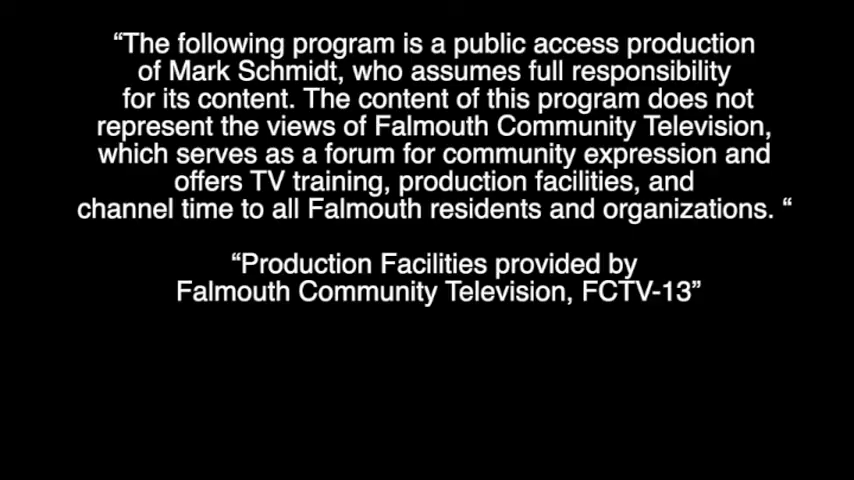 “The following program is a public access production
of Mark Schmidt, who assumes full responsibility
for its content. The content of this program does not
represent the views of Falmouth Community Television,
which serves as a forum for community expression and
offers TV training, production facilities, and
channel time to all Falmouth residents and organizations. “
“Production Facilities provided by
Falmouth Community Television, FCTV-13”